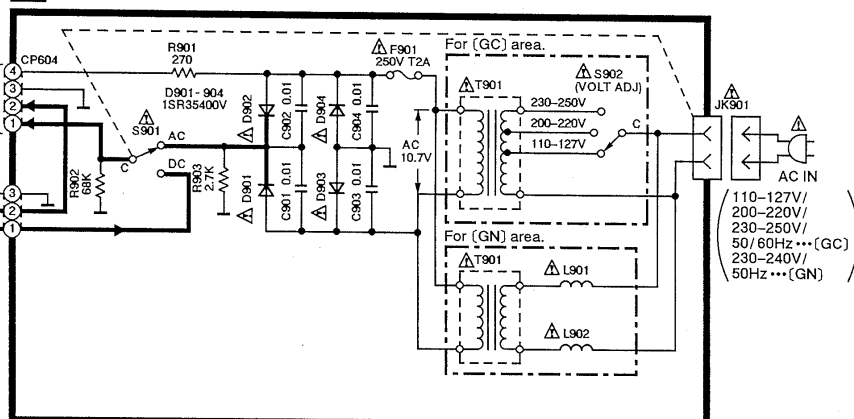 CP604
4
3
2
1
3
2
1
R901
270
D901-904
1SR35400V
S901
AC
DC
C
R902
68K
R903
2.7K
D902
C902 0.01
D904
C904 0.01
D901
C901 0.01
D903
C903 0.01
F901
250V T2A
AC
10.7V
For [GC] area.
T901
S902
(VOLT ADJ)
230-250V
200-220V
110-127V
C
For [GN] area.
T901
L901
L902
JK901
AC IN
110-127V/
200-220V/
230-250V/
50/60Hz ••• [GC]
230-240V/
50Hz ••• [GN]